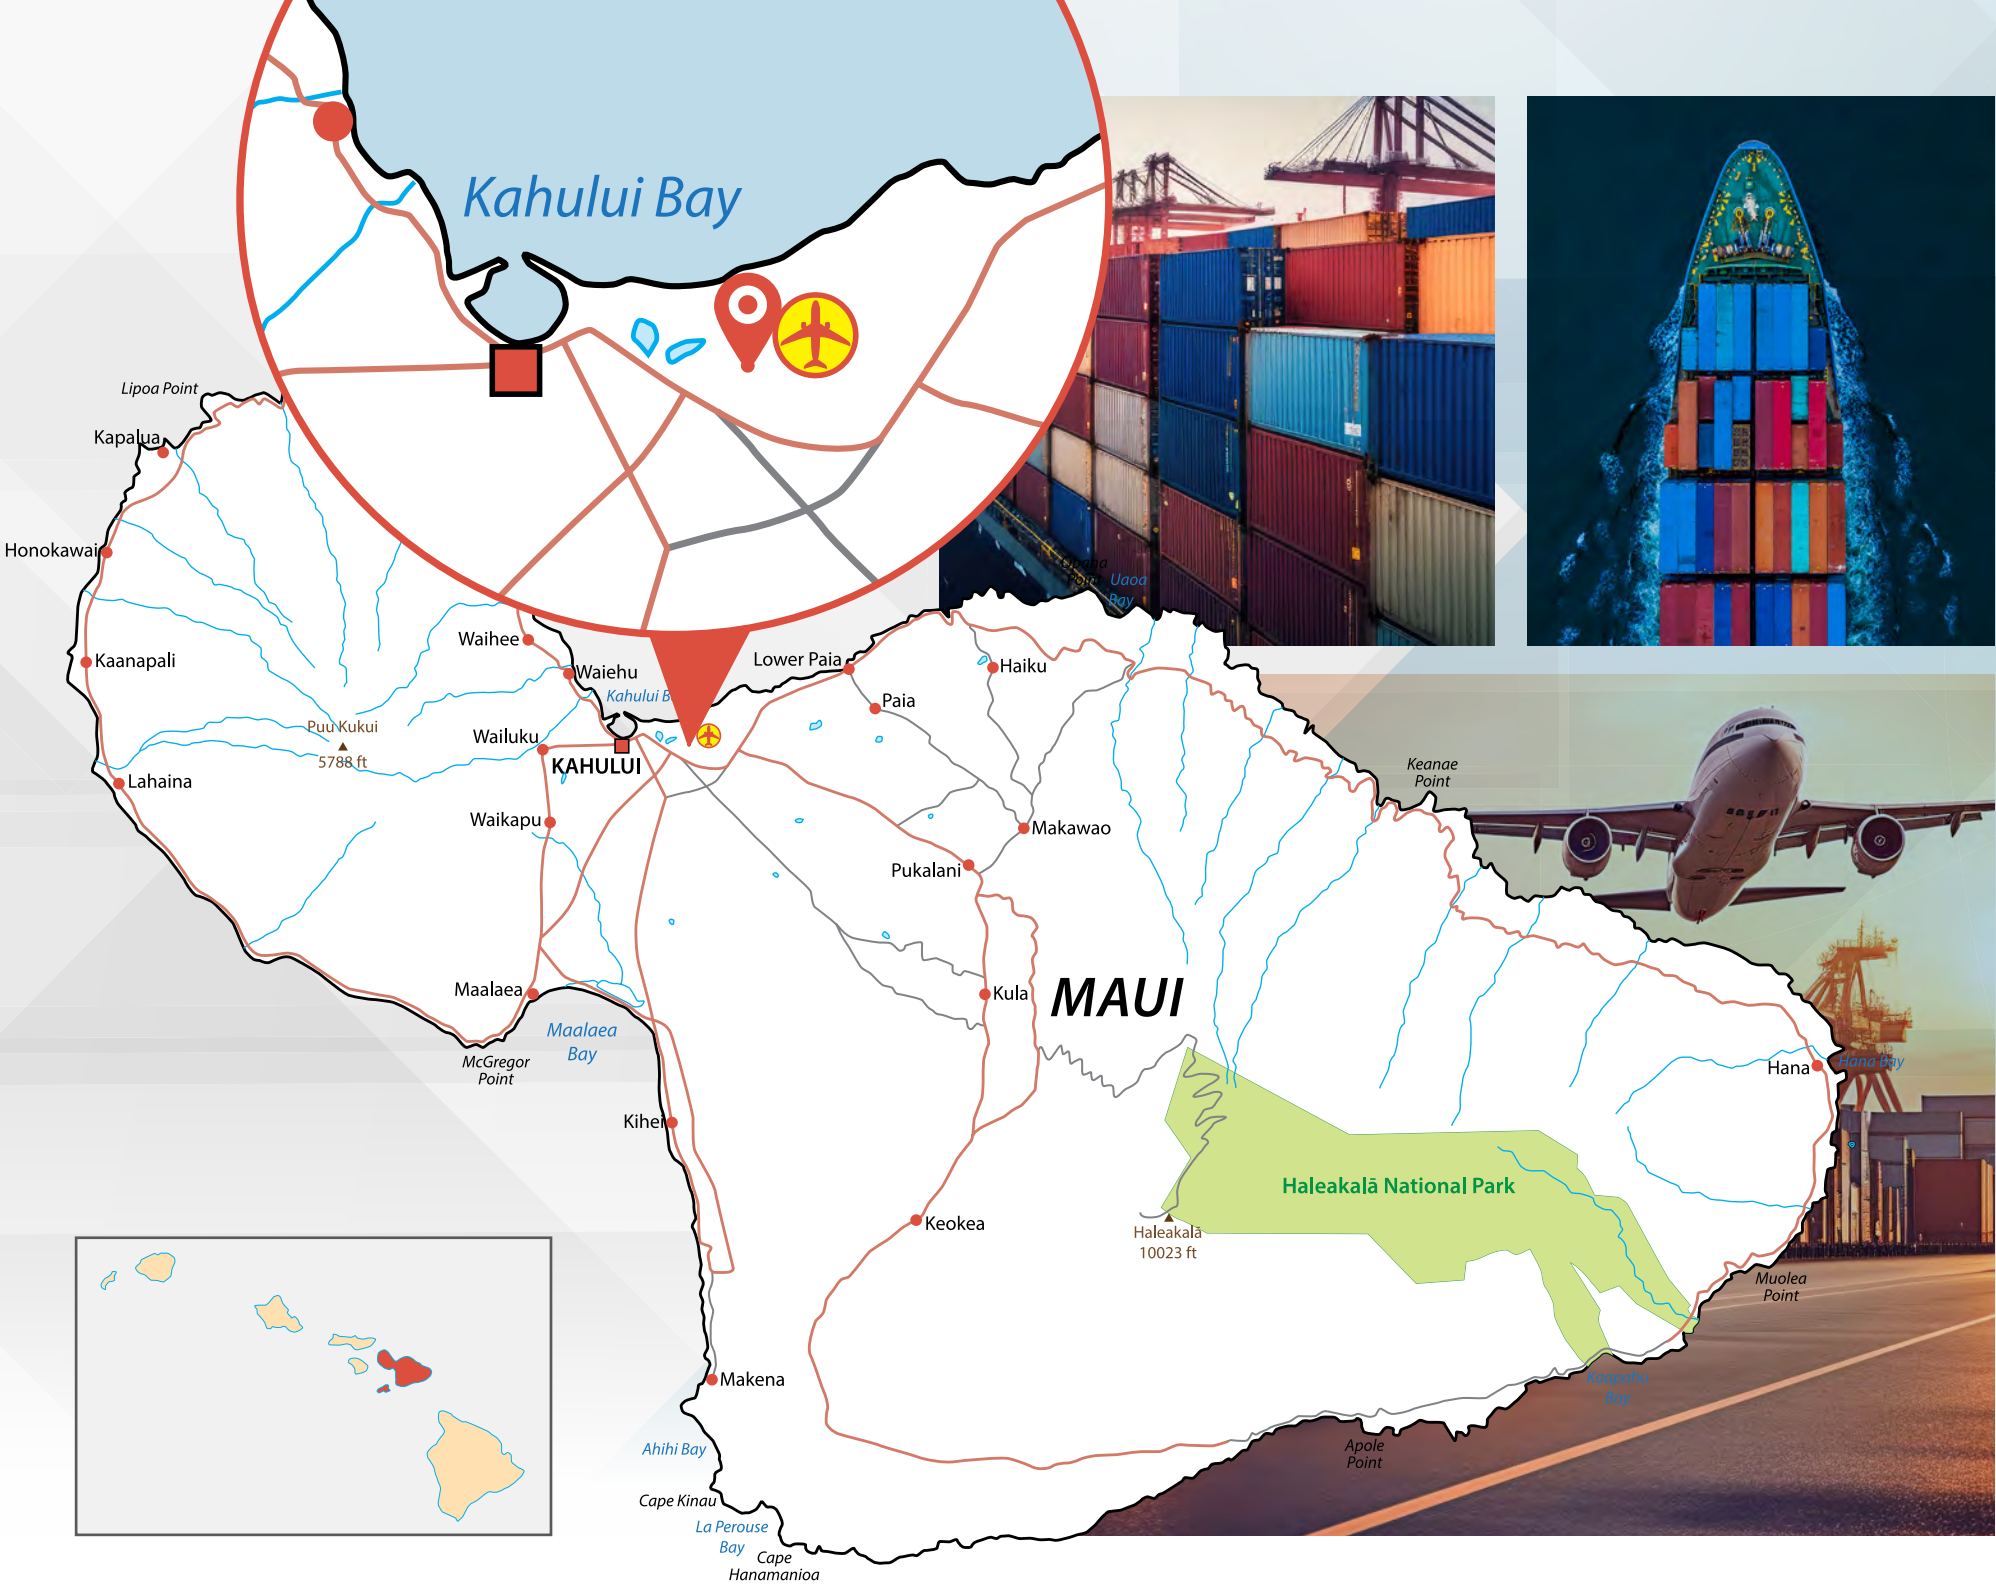 Kahului Bay
Lipoa Point
Kapalua
Honokawai
Kaanapali
Lahaina
Puu Kukui
5788 ft
Waihee
Waiehu
Kahului B
Wailuku
KAHULUI
Waikapu
Maalaea
Maalaea
Bay
McGregor
Point
Kihei
Lower Paia
Paia
Haiku
Point
Uaoa
Bay
Makawao
Pukalani
Kula
MAUI
Keokea
Keanae
Point
Hana
Hana Bay
Haleakalā National Park
Haleakalā
10023 ft
Muolea
Point
Bay
Apole
Point
Makena
Ahihi Bay
Cape Kinau
La Perouse
Bay
Cape
Hanamanioa